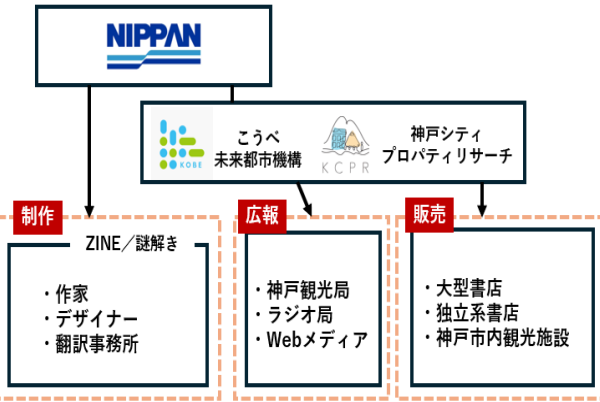 NIPPAN
KOBE
こうべ
未来都市機構
KCPR
神戸シティ
プロパティリサーチ
制作
ZINE／謎解き
・作家
・デザイナー
・翻訳事務所
広報
・神戸観光局
・ラジオ局
・Webメディア
販売
・大型書店
・独立系書店
・神戸市内観光施設